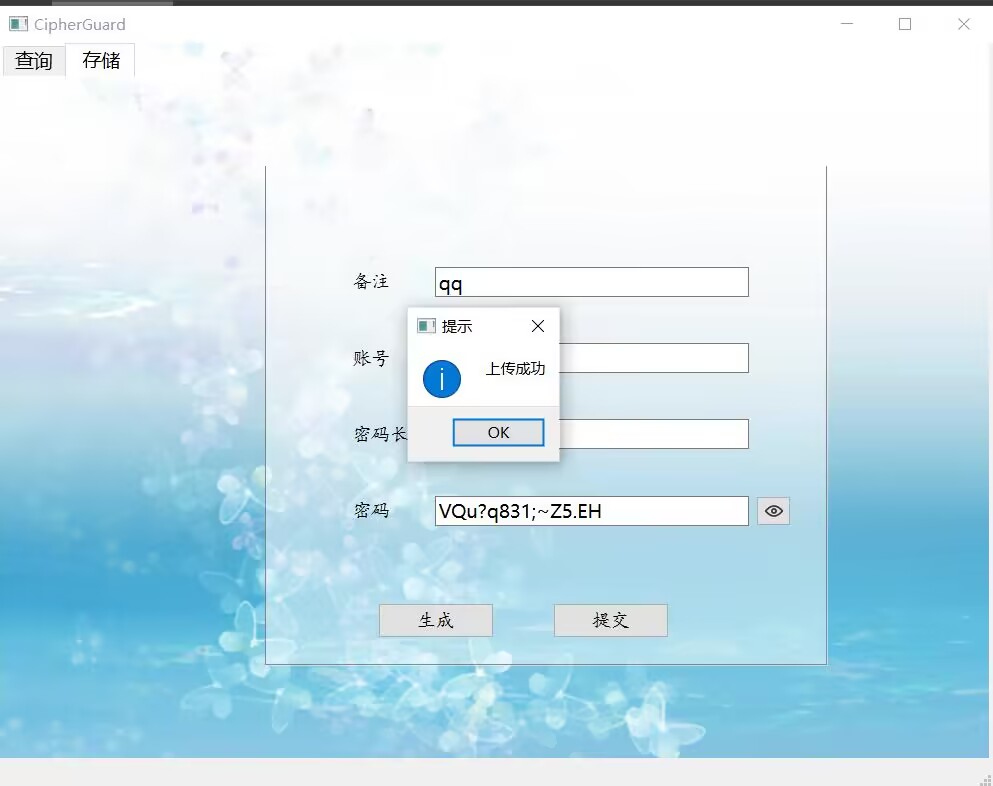 CipherGuard
查询 存储
备注 qq
提示
账号
上传成功
密码长
OK
密码 VQu?q831;~Z5.EH
生成 提交